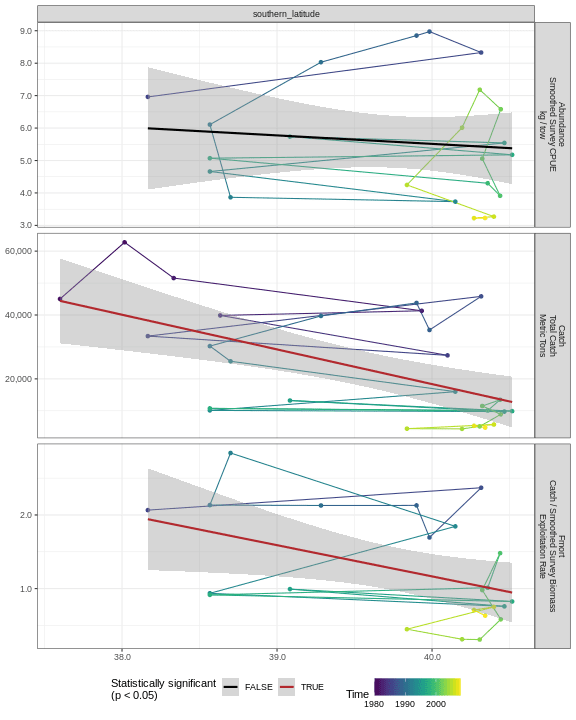 southern_latitude
9.0
8.0
7.0
6.0
5.0
4.0
3.0
Abundance
Smoothed Survey CPUE
kg / tow
60,000
40,000
20,000
Catch
Total Catch
Metric Tons
2.0
1.0
Fmort
Catch / Smoothed Survey Biomass
Exploitation Rate
38.0 39.0 40.0
Statistically significant
(p < 0.05)
FALSE TRUE
Time
1980 1990 2000